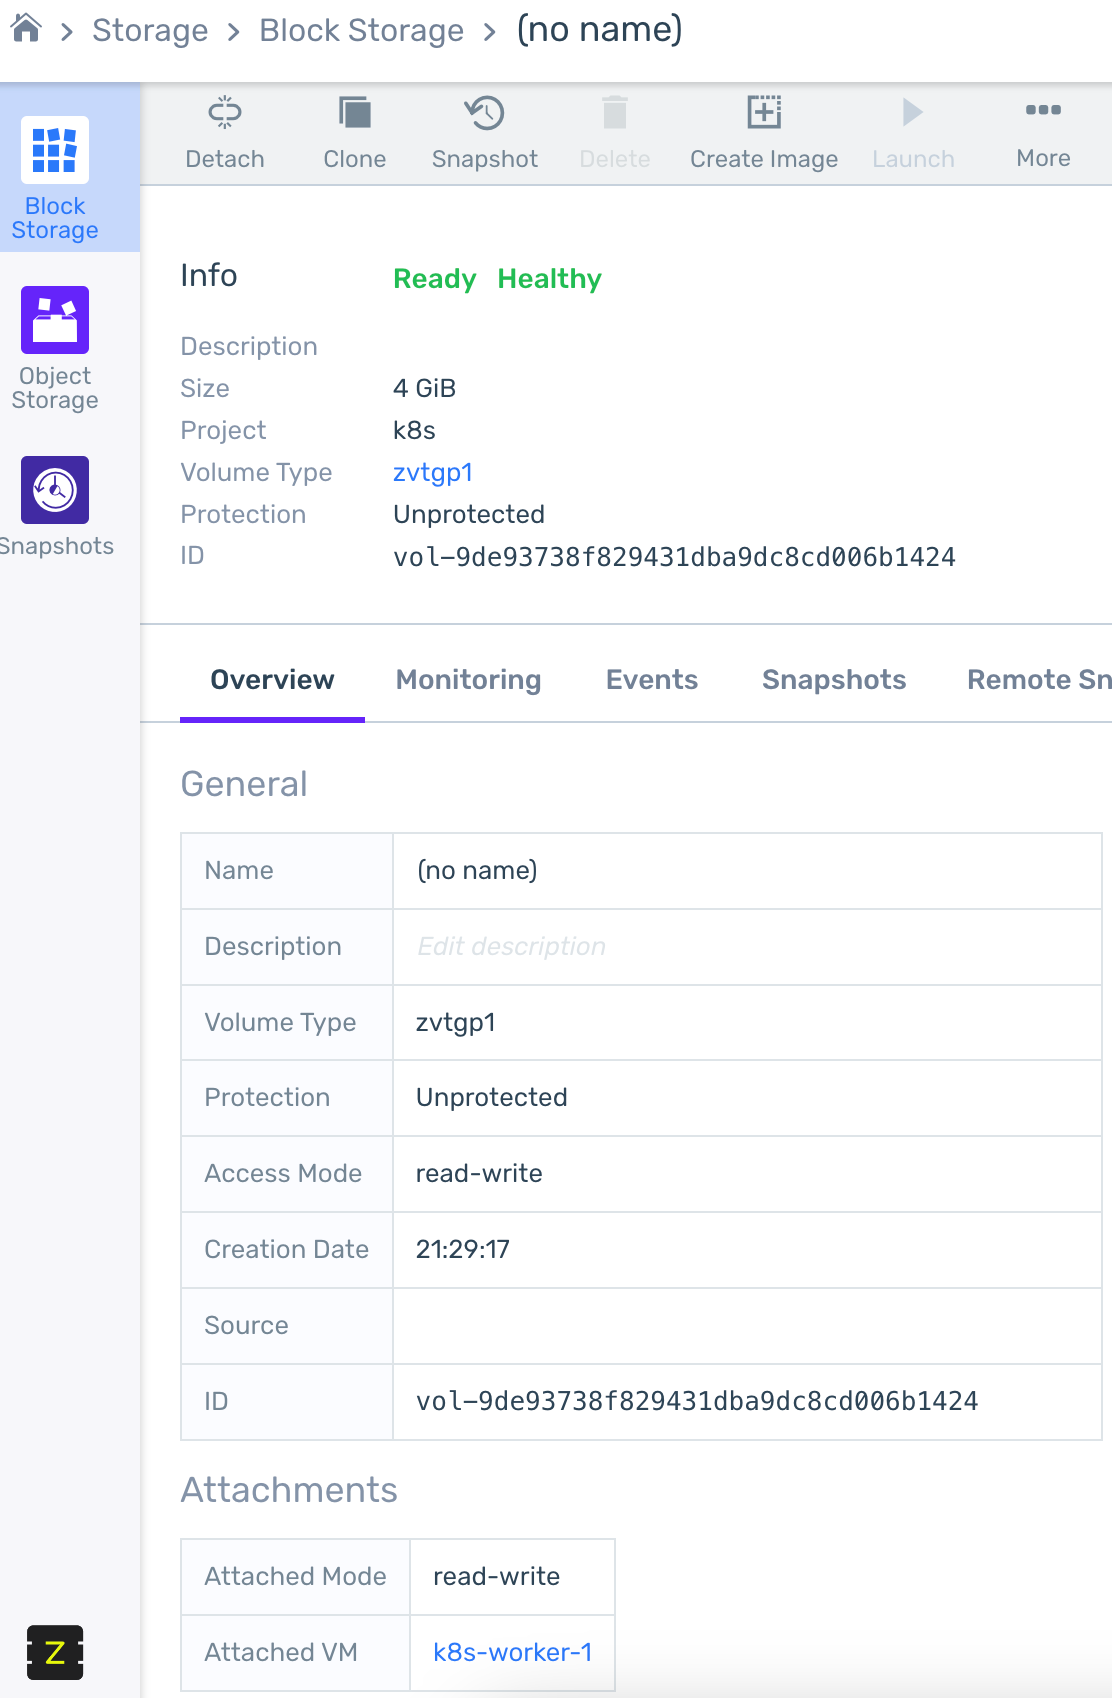 Storage > Block Storage > (no name)
Detach Clone Snapshot Delete Create Image Launch More
Block
Storage
Object
Storage
Snapshots
Info Ready Healthy
Description
Size 4 GiB
Project k8s
Volume Type zvtgp1
Protection Unprotected
ID vol-9de93738f829431dba9dc8cd006b1424
Overview Monitoring Events Snapshots Remote Sn
General
Name (no name)
Description Edit description
Volume Type zvtgp1
Protection Unprotected
Access Mode read-write
Creation Date 21:29:17
Source
ID vol-9de93738f829431dba9dc8cd006b1424
Attachments
Attached Mode read-write
Attached VM k8s-worker-1
Z